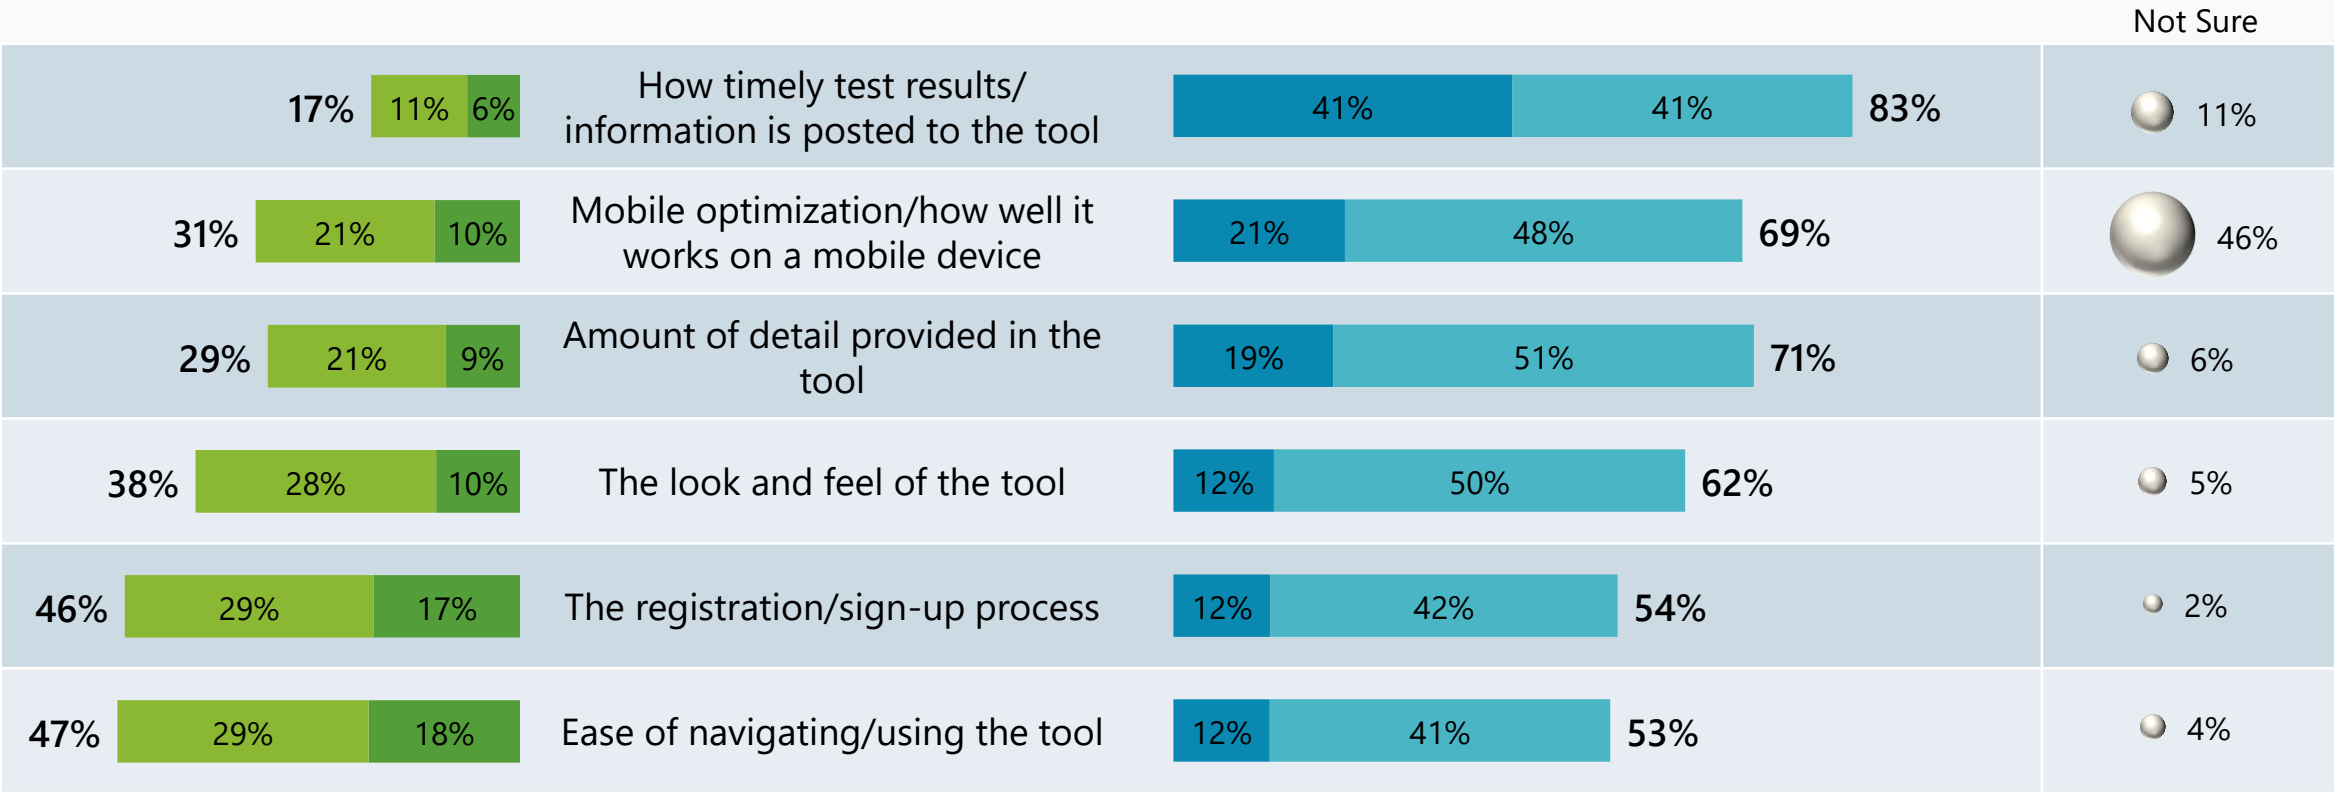 Not Sure
17% 11% 6% How timely test results/ 41% 41% 83% 11%
information is posted to the tool
31% 21% 10% Mobile optimization/how well it 21% 48% 69% 46%
works on a mobile device
29% 21% 9% Amount of detail provided in the 19% 51% 71% 6%
tool
38% 28% 10% The look and feel of the tool 12% 50% 62% 5%
46% 29% 17% The registration/sign-up process 12% 42% 54% 2%
47% 29% 18% Ease of navigating/using the tool 12% 41% 53% 4%